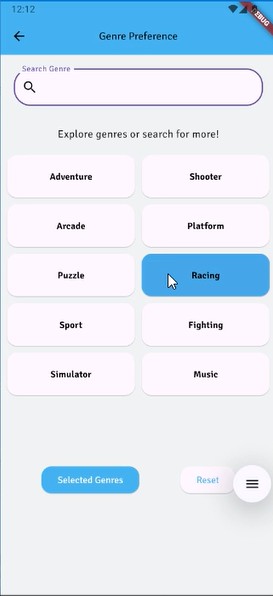 12:12
DEBUG
Genre Preference
Search Genre
Explore genres or search for more!
Adventure
Shooter
Arcade
Platform
Puzzle
Racing
Sport
Fighting
Simulator
Music
Selected Genres
Reset